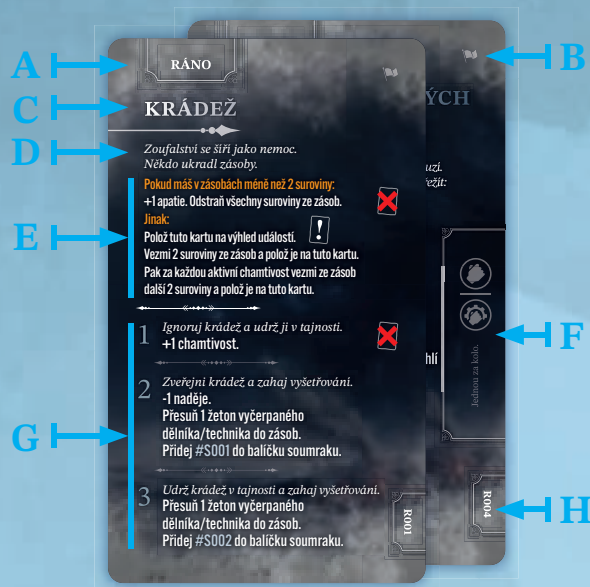 A
RÁNO
B
C
KRÁDEŽ
ÝCH
D
Zoufalství se šíří jako nemoc.
Někdo ukradl zásoby.
uzí.
řežít:
E
Pokud máš v zásobách méně než 2 suroviny:
+1 apatie. Odstraň všechny suroviny ze zásob.
Jinak:
Polož tuto kartu na výhled událostí.
!
Vezmi 2 suroviny ze zásob a polož je na tuto kartu.
Pak za každou aktivní chamtivost vezmi ze zásob
další 2 suroviny a polož je na tuto kartu.
F
hlí
Jednou za kolo.
G
1 Ignoruj krádež a udrž ji v tajnosti.
+1 chamtivost.
2 Zveřejni krádež a zahaj vyšetřování.
-1 naděje.
Přesuň 1 žeton vyčerpaného
dělníka/technika do zásob.
Přidej #S001 do balíčku soumraku.
3 Udrž krádež v tajnosti a zahaj vyšetřování.
Přesuň 1 žeton vyčerpaného
dělníka/technika do zásob.
Přidej #S002 do balíčku soumraku.
R001
R004
H